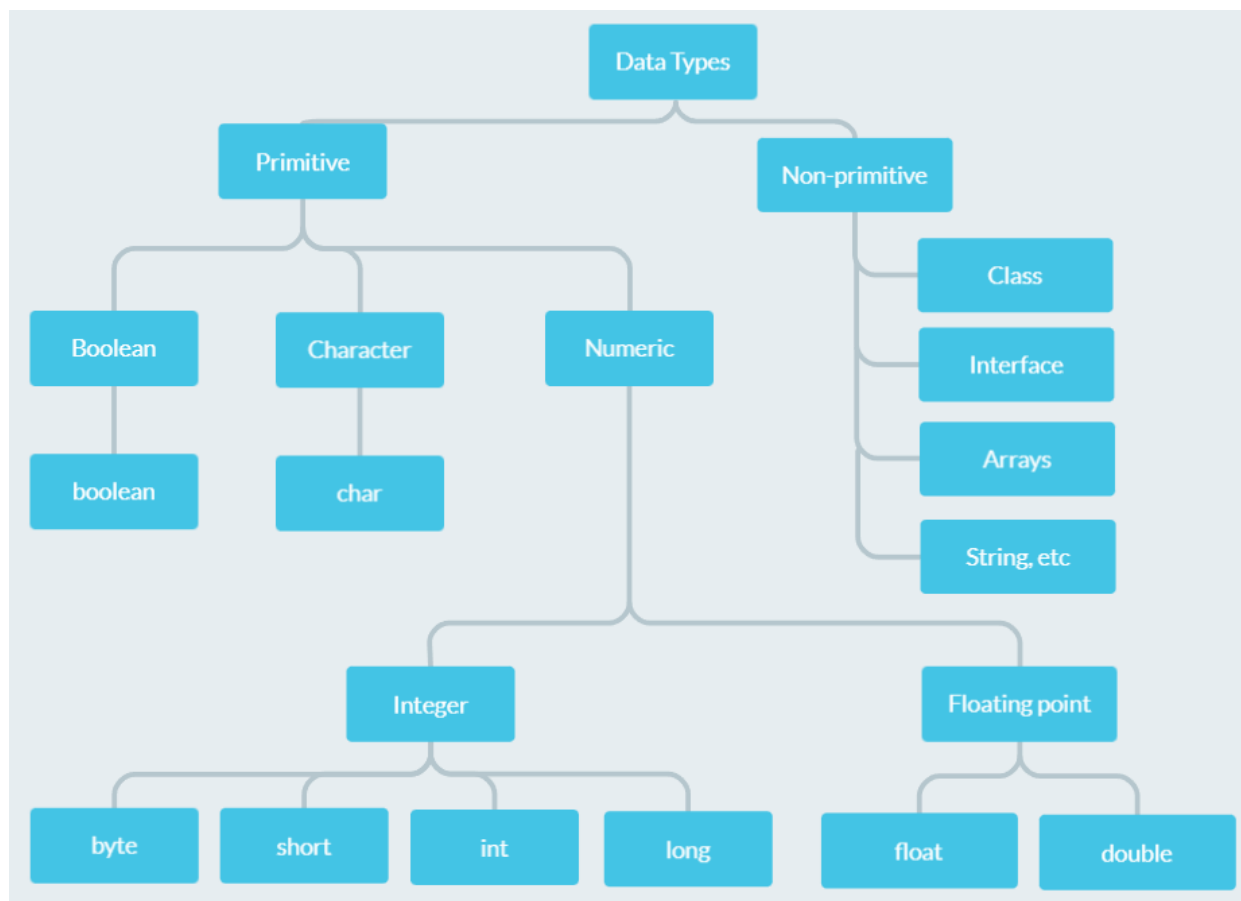 Data Types
Primitive
Non-primitive
Class
Interface
Arrays
String, etc
Boolean
Character
Numeric
boolean
char
Integer
Floating point
byte
short
int
long
float
double